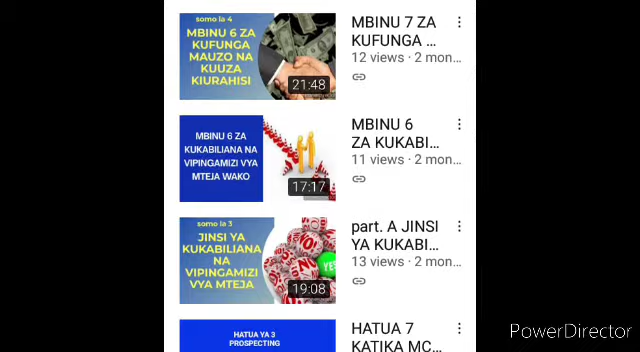 somo la 4
MBINU 6 ZA
KUFUNGA
MAUZO NA
KUUZA
KIURAHISI
21:48
MBINU 7 ZA
KUFUNGA ...
12 views · 2 mon...
MBINU 6 ZA
KUKABILIANA NA
VIPINGAMIZI VYA
MTEJA WAKO
17:17
MBINU 6
ZA KUKABI...
11 views · 2 mon...
somo la 3
JINSI YA
KUKABILIANA
NA
VIPINGAMIZI
VYA MTEJA
NO!
YES
19:08
part. A JINSI
YA KUKABI...
13 views · 2 mon...
HATUA YA 3
PROSPECTING
HATUA 7
KATIKA MC...
PowerDirector